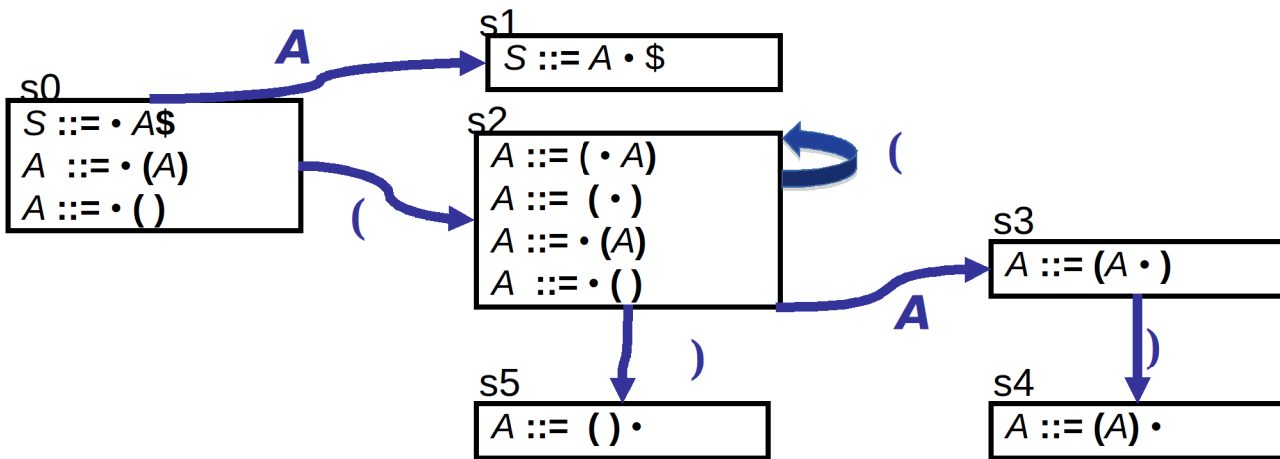 s0
S ::= • A$
A ::= • (A)
A ::= • ( )
A
(
s1
S ::= A • $
s2
A ::= ( • A)
A ::= ( • )
A ::= • (A)
A ::= • ( )
(
A
)
s3
A ::= (A • )
)
s5
A ::= ( ) •
s4
A ::= (A) •